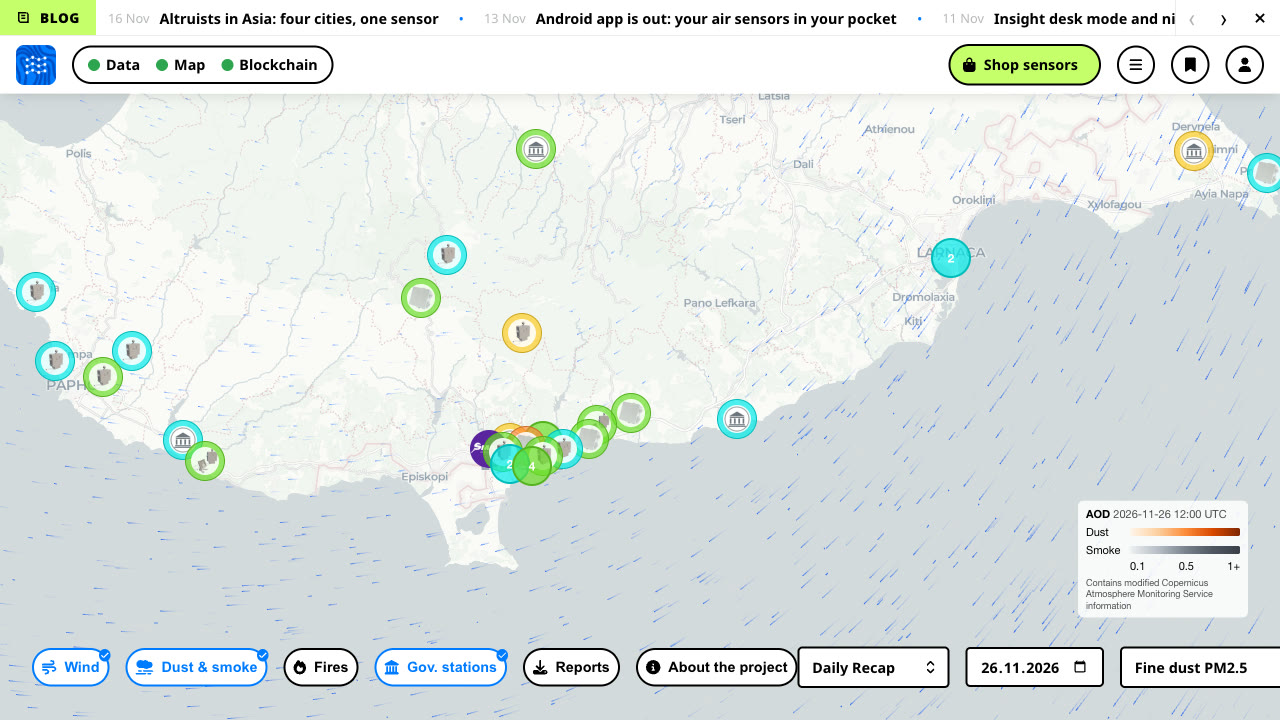 BLOG
16 Nov Altruists in Asia: four cities, one sensor • 13 Nov Android app is out: your air sensors in your pocket • 11 Nov Insight desk mode and ni
Data Map Blockchain
Shop sensors
Latsia
Tseri
Athienou
Derynela
Polis
Dali
Oroklini
Xylofagou
Ayia Napa
LARNACA
2
Pano Lefkara
Dromolaxia
Kiti
PAPH
Episkopi
2
4
AOD 2026-11-26 12:00 UTC
Dust
Smoke
0.1 0.5 1+
Contains modified Copernicus
Atmosphere Monitoring Service
information
Wind
Dust & smoke
Fires
Gov. stations
Reports
About the project
Daily Recap
26.11.2026
Fine dust PM2.5